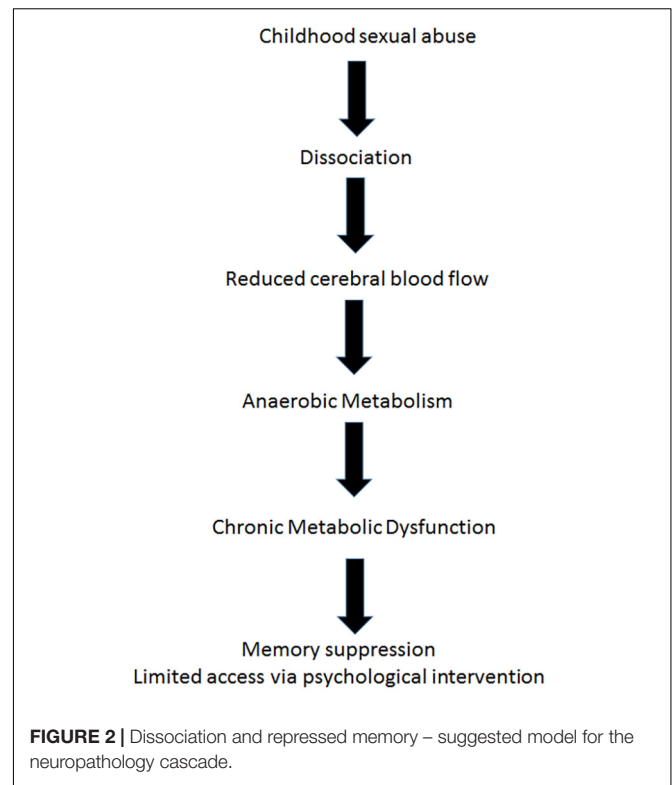 Childhood sexual abuse
Dissociation
Reduced cerebral blood flow
Anaerobic Metabolism
Chronic Metabolic Dysfunction
Memory suppression
Limited access via psychological intervention
FIGURE 2 | Dissociation and repressed memory – suggested model for the
neuropathology cascade.